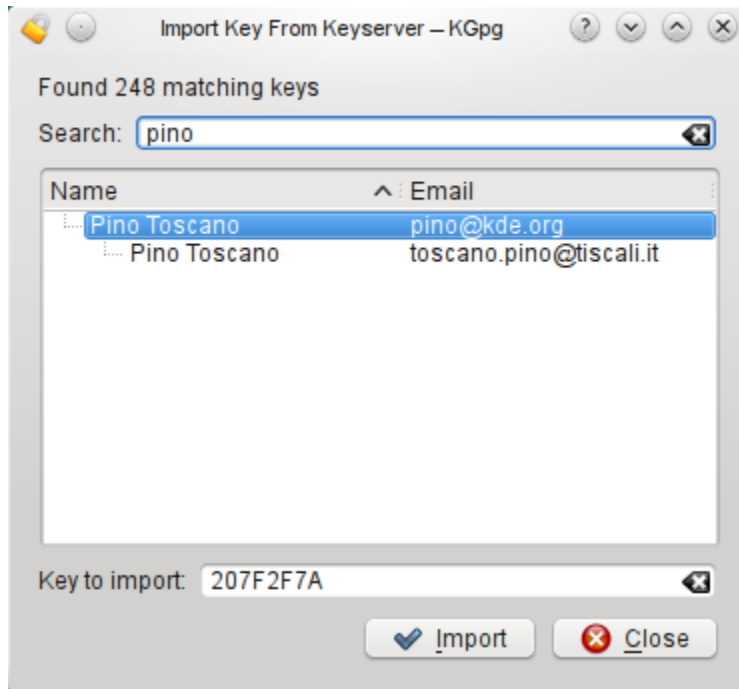 Import Key From Keyserver – KGpg
Found 248 matching keys
Search: pino
Name Email
Pino Toscano pino@kde.org
Pino Toscano toscano.pino@tiscali.it
Key to import: 207F2F7A
Import Close